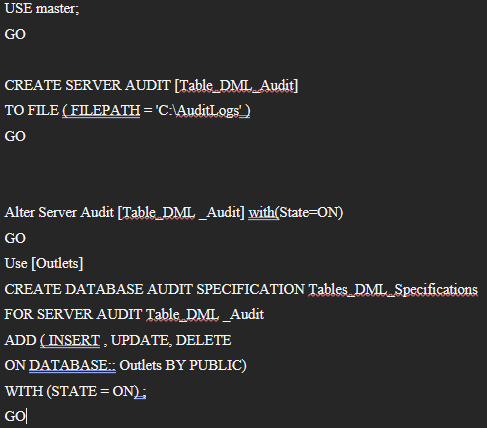 USE master;
GO
CREATE SERVER AUDIT [Table_DML_Audit]
TO FILE ( FILEPATH = 'C:\AuditLogs' )
GO
Alter Server Audit [Table_DML _Audit] with(State=ON)
GO
Use [Outlets]
CREATE DATABASE AUDIT SPECIFICATION Tables_DML_Specifications
FOR SERVER AUDIT Table_DML _Audit
ADD ( INSERT , UPDATE, DELETE
ON DATABASE:: Outlets BY PUBLIC)
WITH (STATE = ON) ;
GO